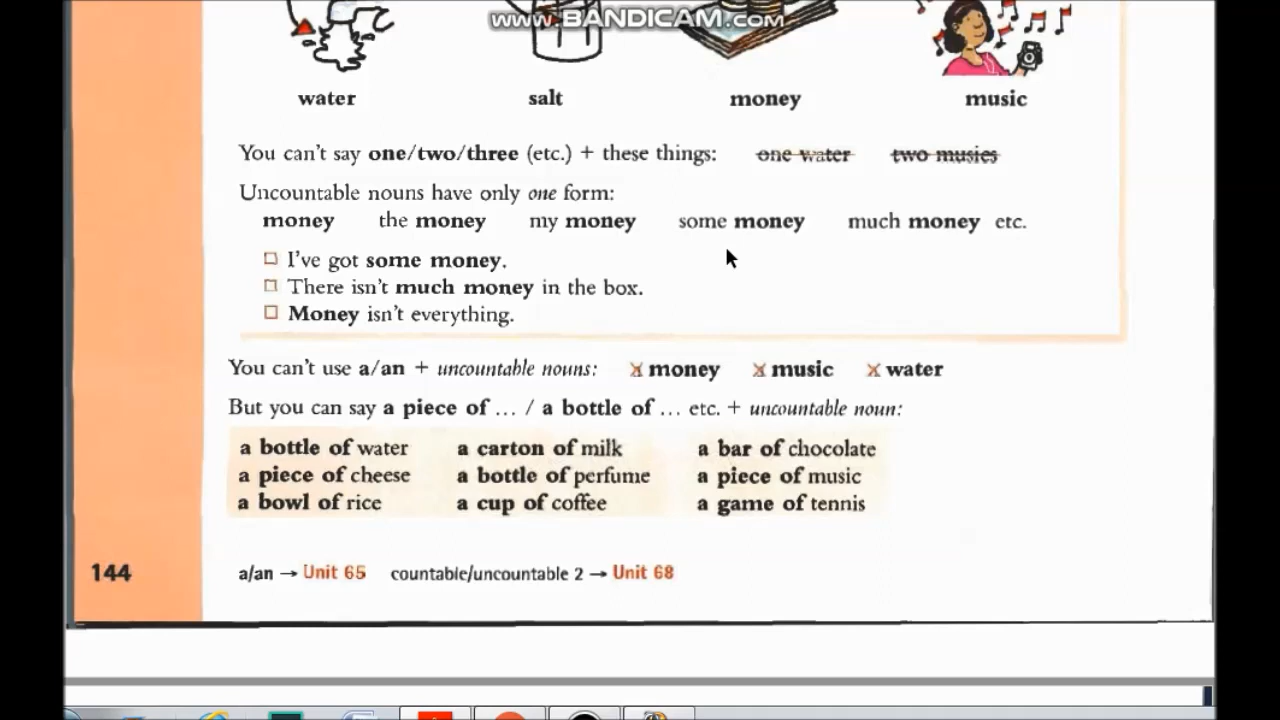 www.BANDICAM.com
water salt money music
You can't say one/two/three (etc.) + these things: one water two musics
Uncountable nouns have only one form:
money the money my money some money much money etc.
I've got some money.
There isn't much money in the box.
Money isn't everything.
You can't use a/an + uncountable nouns: money music water
But you can say a piece of ... / a bottle of ... etc. + uncountable noun:
a bottle of water a carton of milk a bar of chocolate
a piece of cheese a bottle of perfume a piece of music
a bowl of rice a cup of coffee a game of tennis
144 a/an → Unit 65 countable/uncountable 2 → Unit 68